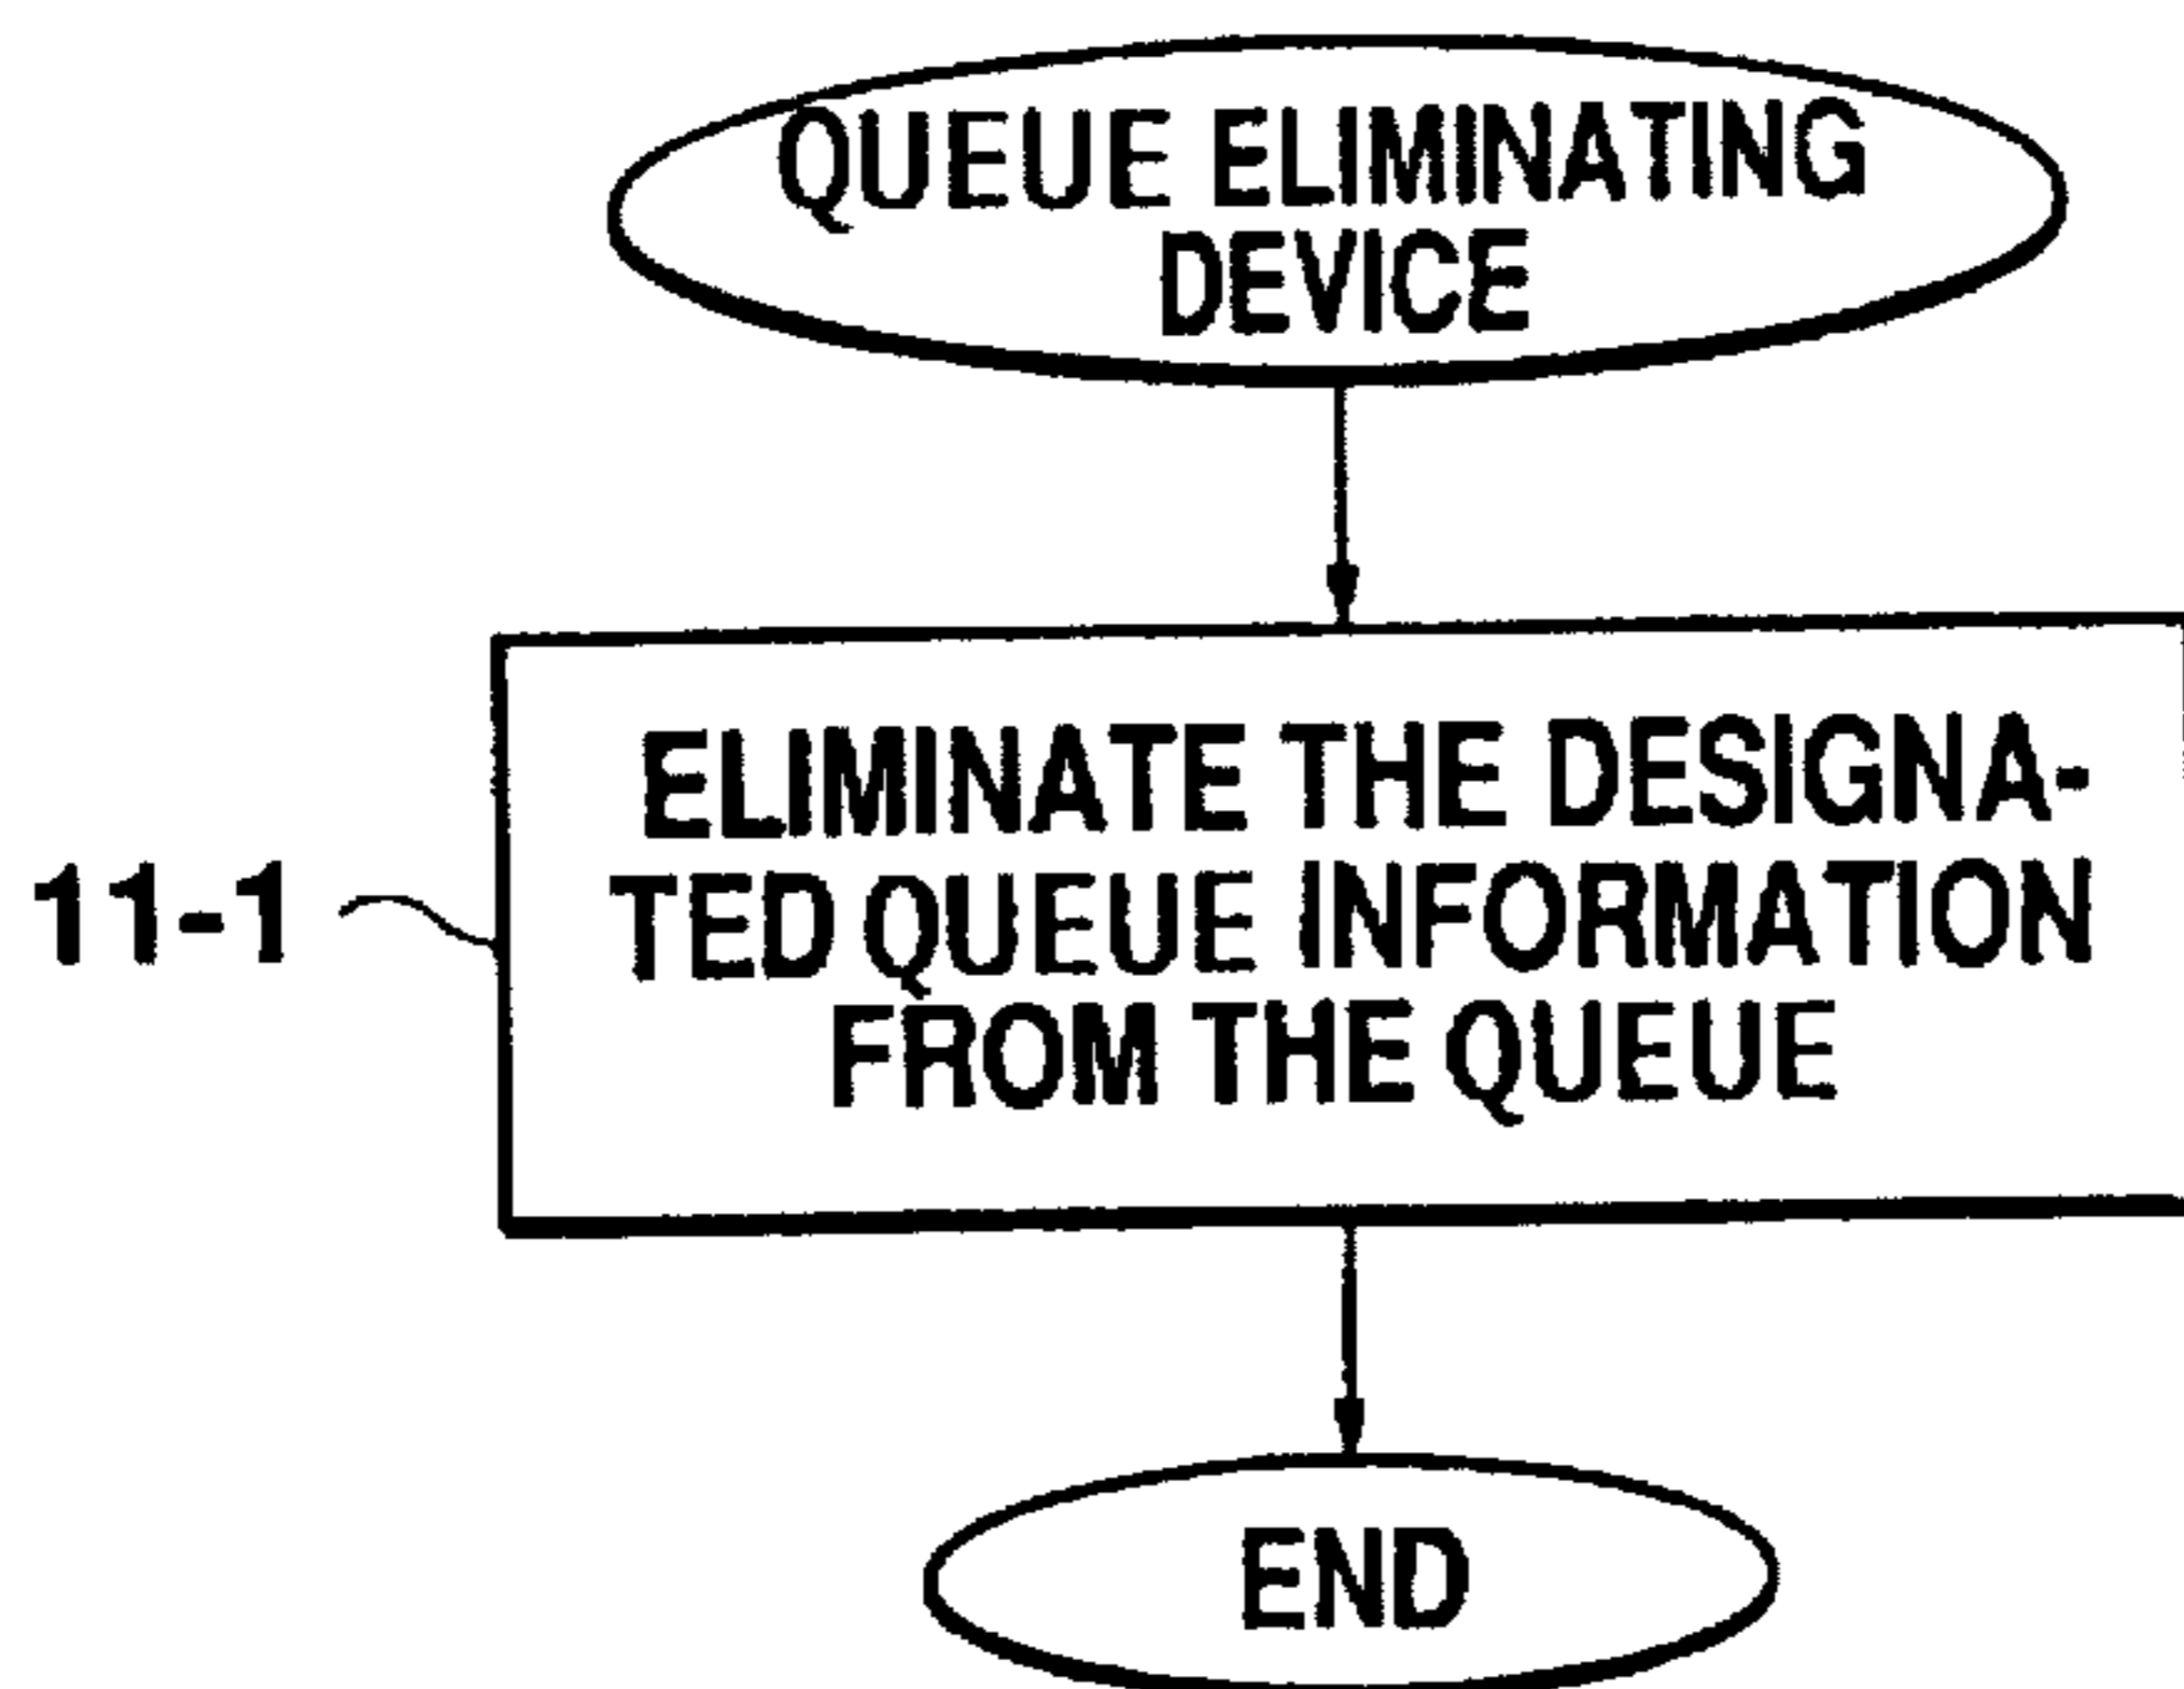 QUEUE ELIMINATING
DEVICE
ELIMINATE THE DESIGNA-
TED QUEUE INFORMATION
FROM THE QUEUE
11-1
END